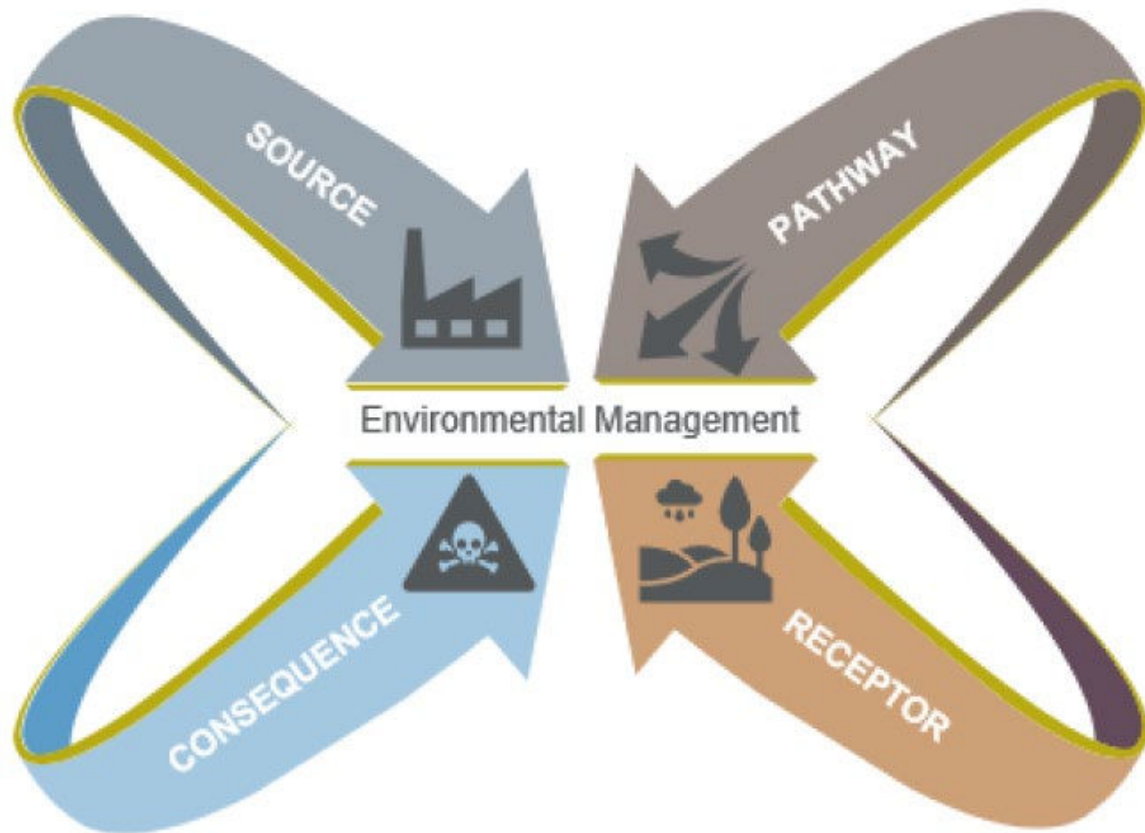 SOURCE
PATHWAY
Environmental Management
CONSEQUENCE
RECEPTOR